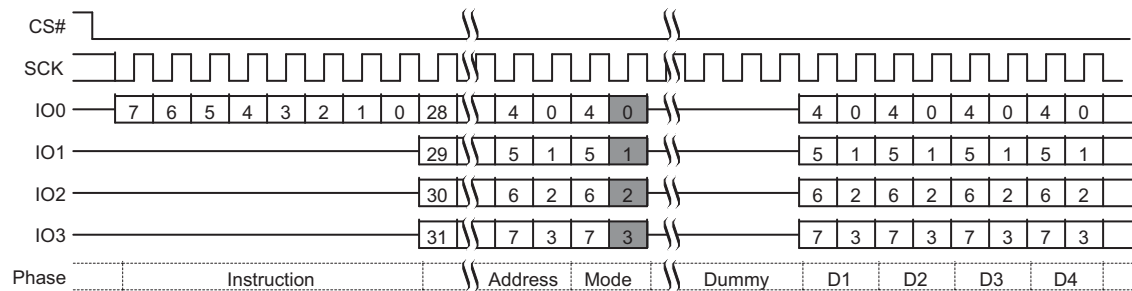 CS#
SCK
IO0 7 6 5 4 3 2 1 0 28 4 0 4 0 4 0 4 0 4 0 4 0
IO1 29 5 1 5 1 5 1 5 1 5 1 5 1
IO2 30 6 2 6 2 6 2 6 2 6 2 6 2
IO3 31 7 3 7 3 7 3 7 3 7 3 7 3
Phase Instruction Address Mode Dummy D1 D2 D3 D4